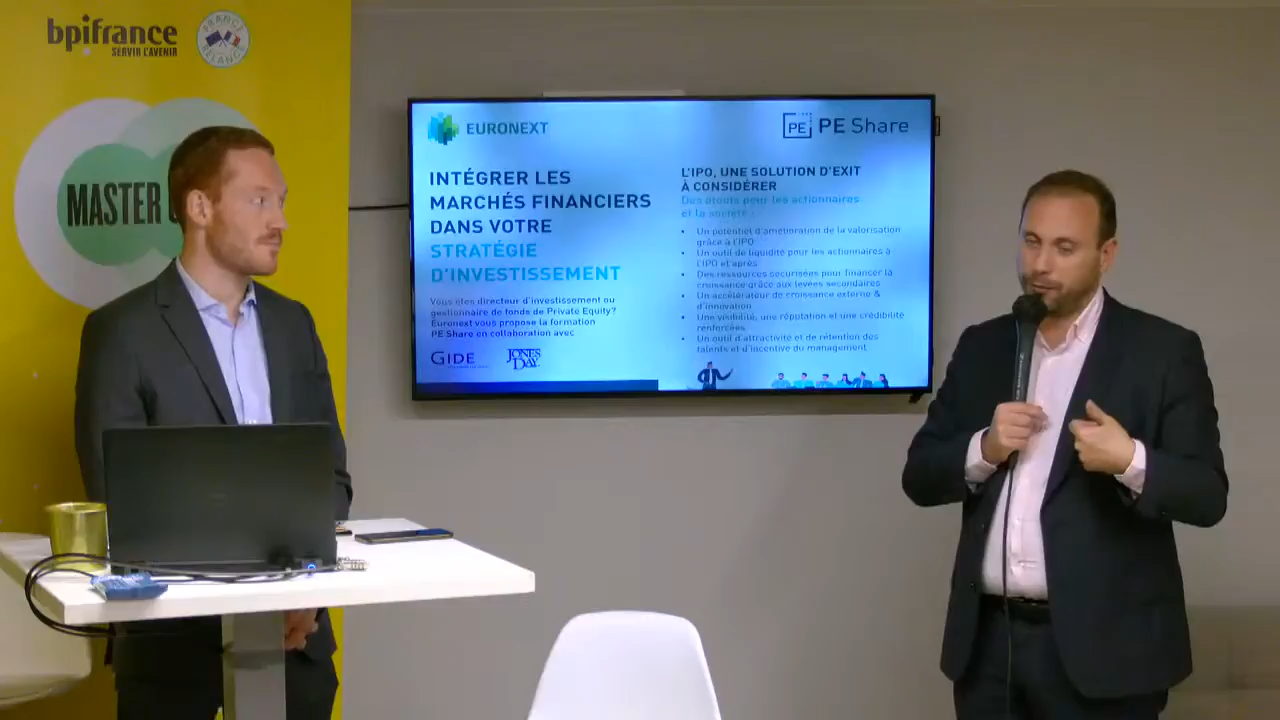 bpifrance
SERVIR L'AVENIR
FRANCE
RELANCE
MASTER
EURONEXT
INTÉGRER LES
MARCHÉS FINANCIERS
DANS VOTRE
STRATÉGIE
D'INVESTISSEMENT
Vous êtes directeur d'investissement ou
gestionnaire de fonds de Private Equity?
Euronext vous propose la formation
PE Share en collaboration avec
GIDE
JONES
DAY
PE PE Share
L'IPO, UNE SOLUTION D'EXIT
À CONSIDÉRER
Des atouts pour les actionnaires
et la société :
• Un potentiel d'amélioration de la valorisation
grâce à l'IPO
• Un outil de liquidité pour les actionnaires à
l'IPO et après
• Des ressources sécurisées pour financer la
croissance grâce aux levées secondaires
• Un accélérateur de croissance externe &
d'innovation
• Une visibilité, une réputation et une crédibilité
renforcées
• Un outil d'attractivité et de rétention des
talents et d'incentive du management